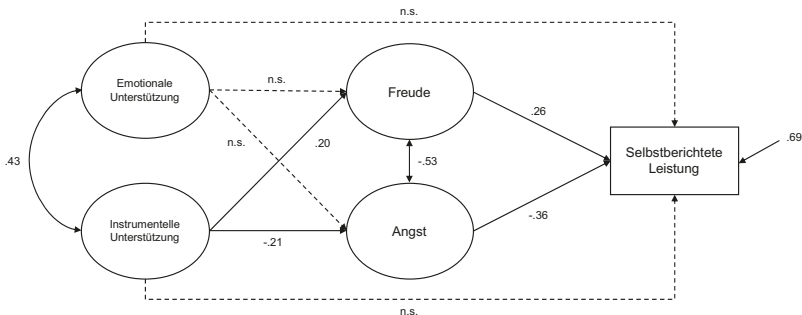 n.s.
Emotionale
Unterstützung
n.s.
Freude
.26
n.s.
.20
.43
-.53
Selbstberichtete
Leistung
.69
Instrumentelle
Unterstützung
-.21
Angst
-.36
n.s.